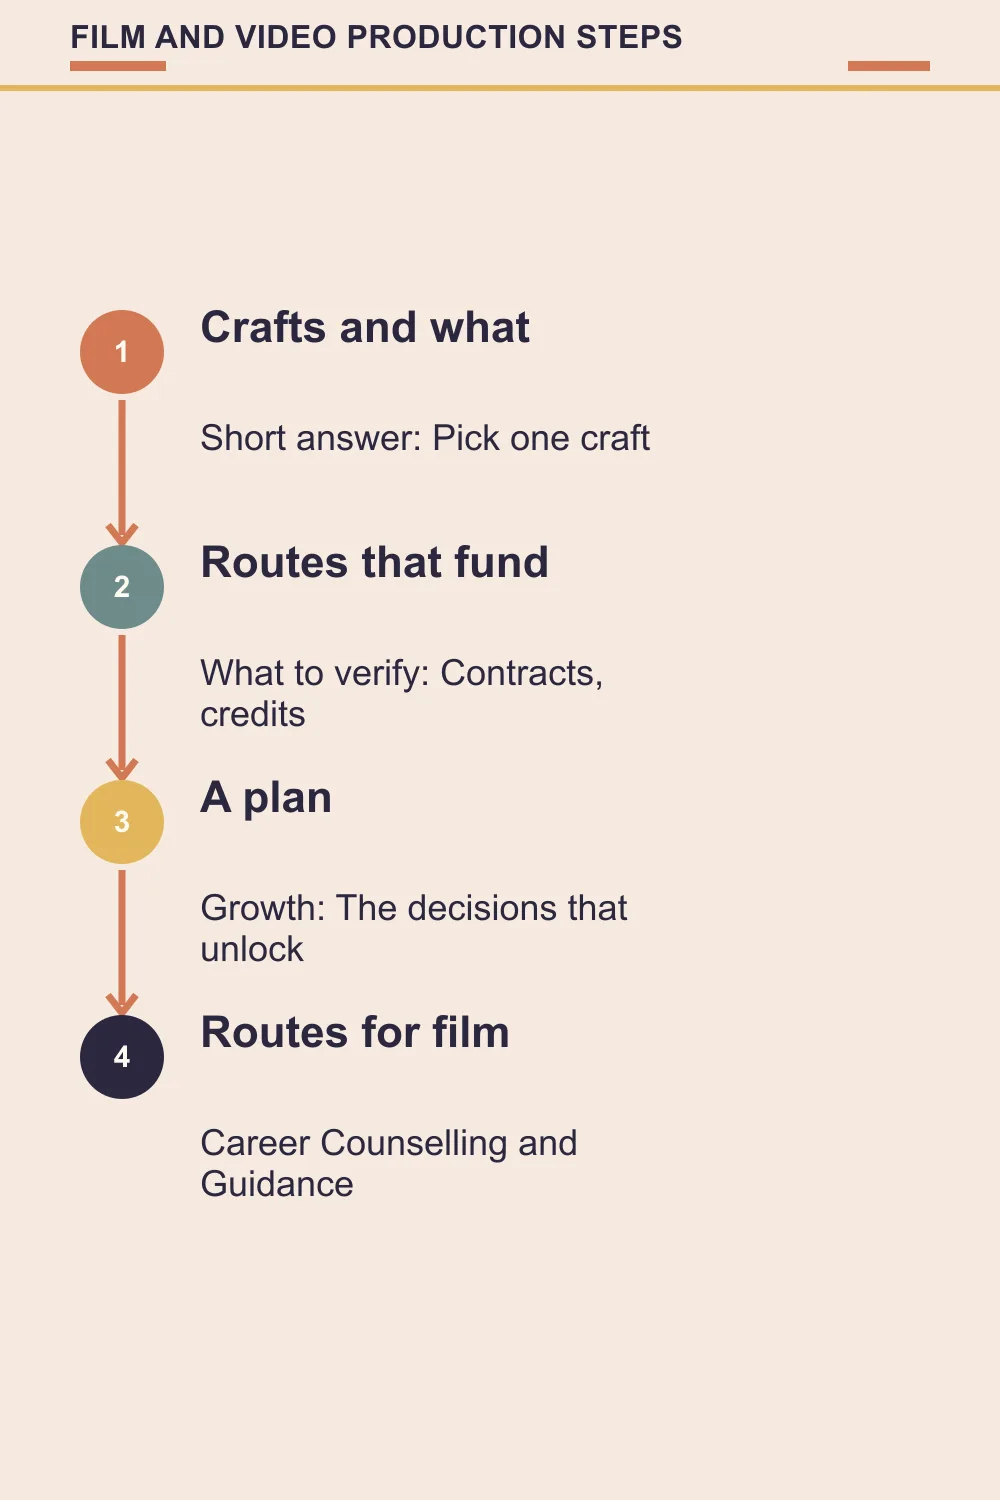 FILM AND VIDEO PRODUCTION STEPS
1
Crafts and what
Short answer: Pick one craft
2
Routes that fund
What to verify: Contracts,
credits
3
A plan
Growth: The decisions that
unlock
4
Routes for film
Career Counselling and
Guidance